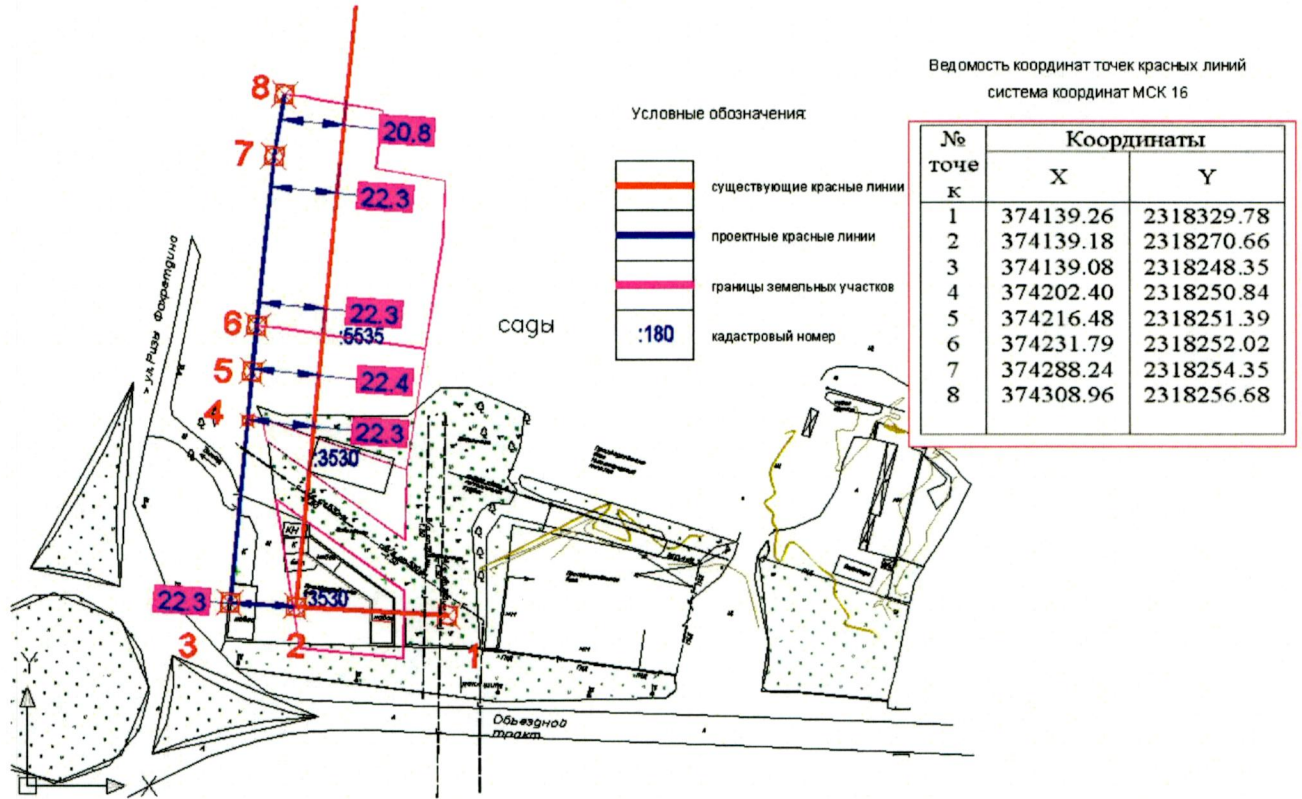 Ведомость координат точек красных линий
система координат МСК 16
№ точе к Координаты
X Y
1 374139.26 2318329.78
2 374139.18 2318270.66
3 374139.08 2318248.35
4 374202.40 2318250.84
5 374216.48 2318251.39
6 374231.79 2318252.02
7 374288.24 2318254.35
8 374308.96 2318256.68
Условные обозначения:
существующие красные линии
проектные красные линии
границы земельных участков
:180 кадастровый номер
8
20.8
7
22.3
22.3
6
:5535
сады
5
22.4
4
22.3
:3530
> ул.Ризы Фахретдина
КН
22.3
3530
3
2
1
Объездной
тракт
Y
X